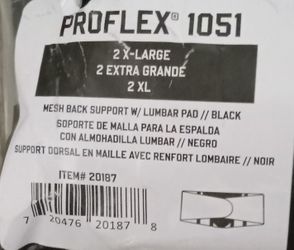 PROFLEX® 1051
2 X-LARGE
2 EXTRA GRANDE
2 XL
MESH BACK SUPPORT W/ LUMBAR PAD // BLACK
SOPORTE DE MALLA PARA LA ESPALDA
CON ALMOHADILLA LUMBAR // NEGRO
SUPPORT DORSAL EN MAILLE AVEC RENFORT LOMBAIRE // NOIR
ITEM# 20187
7 20476 20187 8